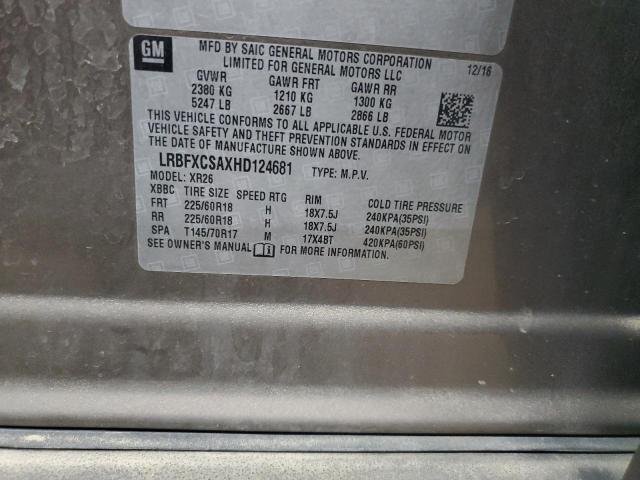 GM
MFD BY SAIC GENERAL MOTORS CORPORATION
LIMITED FOR GENERAL MOTORS LLC
12/16
GVWR GAWR FRT GAWR RR
2380 KG 1210 KG 1300 KG
5247 LB 2667 LB 2866 LB
THIS VEHICLE CONFORMS TO ALL APPLICABLE U.S. FEDERAL MOTOR
VEHICLE SAFETY AND THEFT PREVENTION STANDARDS IN EFFECT ON
THE DATE OF MANUFACTURE SHOWN ABOVE.
LRBFXCSAXHD124681 TYPE: M.P.V.
MODEL: XR26
XBBC TIRE SIZE SPEED RTG RIM COLD TIRE PRESSURE
FRT 225/60R18 H 18X7.5J 240KPA(35PSI)
RR 225/60R18 H 18X7.5J 240KPA(35PSI)
SPA T145/70R17 M 17X4BT 420KPA(60PSI)
SEE OWNER'S MANUAL FOR MORE INFORMATION.